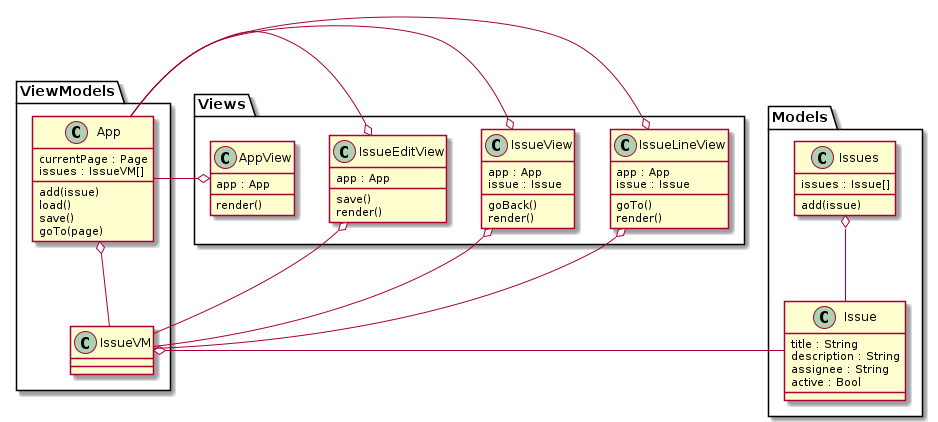 ViewModels
C App
currentPage : Page
issues : IssueVM[]
add(issue)
load()
save()
goTo(page)
C IssueVM
Views
C AppView
app : App
render()
C IssueEditView
app : App
save()
render()
C IssueView
app : App
issue : Issue
goBack()
render()
C IssueLineView
app : App
issue : Issue
goTo()
render()
Models
C Issues
issues : Issue[]
add(issue)
C Issue
title : String
description : String
assignee : String
active : Bool